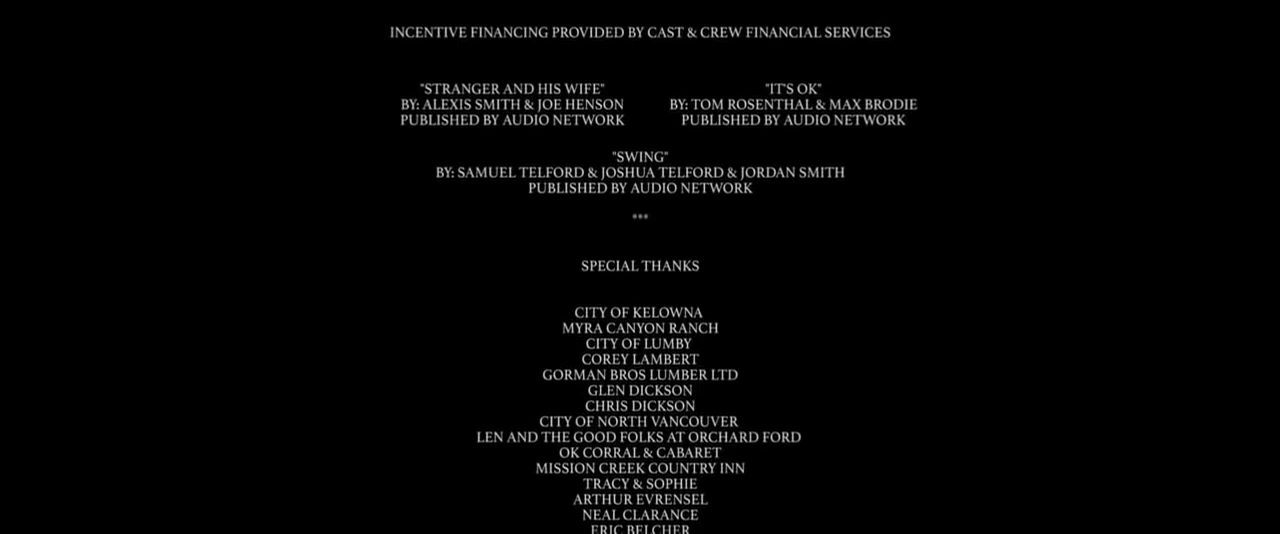 INCENTIVE FINANCING PROVIDED BY CAST & CREW FINANCIAL SERVICES
"STRANGER AND HIS WIFE"
BY: ALEXIS SMITH & JOE HENSON
PUBLISHED BY AUDIO NETWORK
"IT'S OK"
BY: TOM ROSENTHAL & MAX BRODIE
PUBLISHED BY AUDIO NETWORK
"SWING"
BY: SAMUEL TELFORD & JOSHUA TELFORD & JORDAN SMITH
PUBLISHED BY AUDIO NETWORK
***
SPECIAL THANKS
CITY OF KELOWNA
MYRA CANYON RANCH
CITY OF LUMBY
COREY LAMBERT
GORMAN BROS LUMBER LTD
GLEN DICKSON
CHRIS DICKSON
CITY OF NORTH VANCOUVER
LEN AND THE GOOD FOLKS AT ORCHARD FORD
OK CORRAL & CABARET
MISSION CREEK COUNTRY INN
TRACY & SOPHIE
ARTHUR EVRENSEL
NEAL CLARANCE
ERIC BELCHER